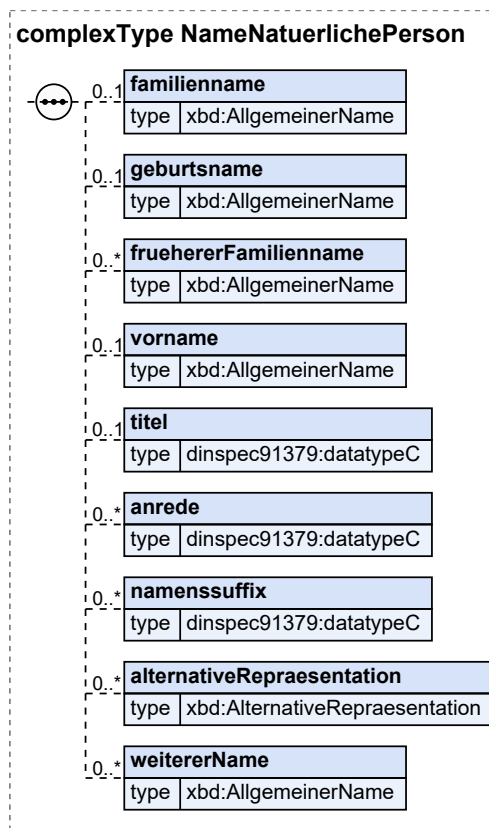 complexType NameNatuerlichePerson
0..1 familienname
type xbd:AllgemeinerName
0..1 geburtsname
type xbd:AllgemeinerName
0..* fruehererFamilienname
type xbd:AllgemeinerName
0..1 vorname
type xbd:AllgemeinerName
0..1 titel
type dinspec91379:datatypeC
0..* anrede
type dinspec91379:datatypeC
0..* namenssuffix
type dinspec91379:datatypeC
0..* alternativeRepraesentation
type xbd:AlternativeRepraesentation
0..* weitererName
type xbd:AllgemeinerName